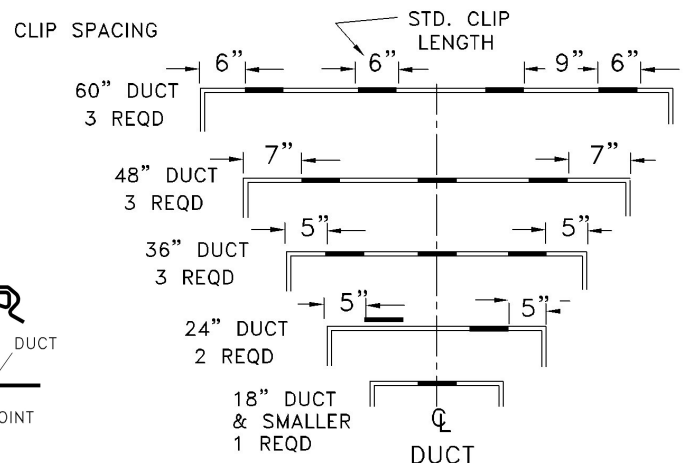 CLIP SPACING
STD. CLIP
LENGTH
6”
6”
9”
6”
60” DUCT
3 REQD
7”
7”
48” DUCT
3 REQD
5”
5”
36” DUCT
3 REQD
5”
5”
24” DUCT
2 REQD
DUCT
OINT
18” DUCT
& SMALLER
1 REQD
℄
DUCT